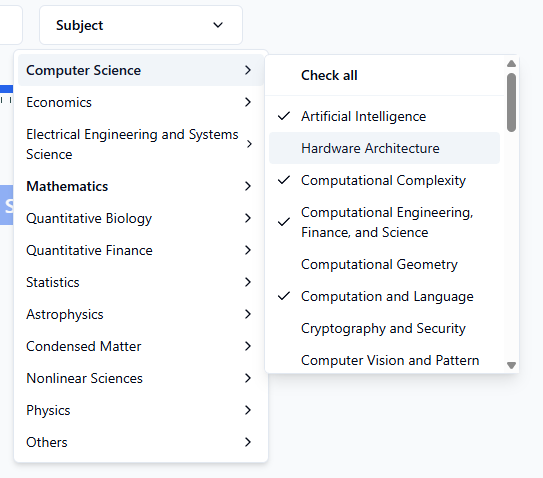 Subject
Computer Science
Economics
Electrical Engineering and Systems
Science
Mathematics
Quantitative Biology
Quantitative Finance
Statistics
Astrophysics
Condensed Matter
Nonlinear Sciences
Physics
Others
Check all
Artificial Intelligence
Hardware Architecture
Computational Complexity
Computational Engineering,
Finance, and Science
Computational Geometry
Computation and Language
Cryptography and Security
Computer Vision and Pattern